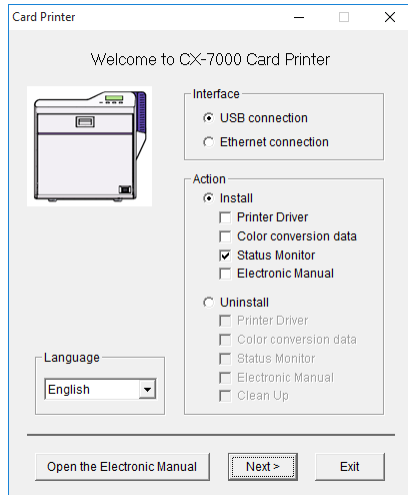 Card Printer
Welcome to CX-7000 Card Printer
Interface
USB connection
Ethernet connection
Action
Install
Printer Driver
Color conversion data
Status Monitor
Electronic Manual
Uninstall
Printer Driver
Color conversion data
Status Monitor
Electronic Manual
Clean Up
Language
English
Open the Electronic Manual
Next >
Exit